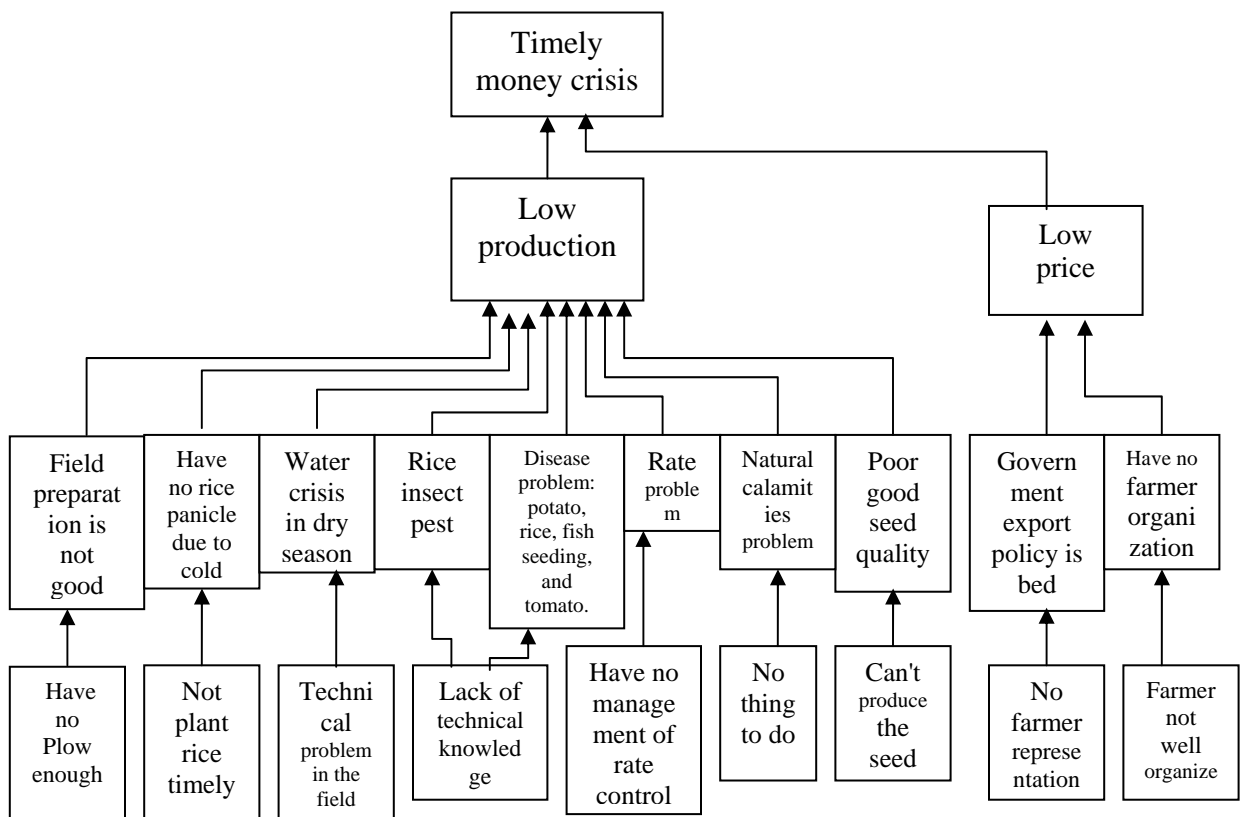 Timely
money crisis
Low
production
Low
price
Field
preparat
ion is
not
good
Have
no rice
panicle
due to
cold
Water
crisis
in dry
season
Rice
insect
pest
Disease
problem:
potato,
rice, fish
seeding,
and
tomato.
Rate
proble
m
Natural
calamit
ies
problem
Poor
good
seed
quality
Govern
ment
export
policy is
bed
Have no
farmer
organi
zation
Have
no
Plow
enough
Not
plant
rice
timely
Techni
cal
problem
in the
field
Lack of
technical
knowled
ge
Have no
manage
ment of
rate
control
No
thing
to do
Can't
produce
the
seed
No
farmer
represe
ntation
Farmer
not
well
organize